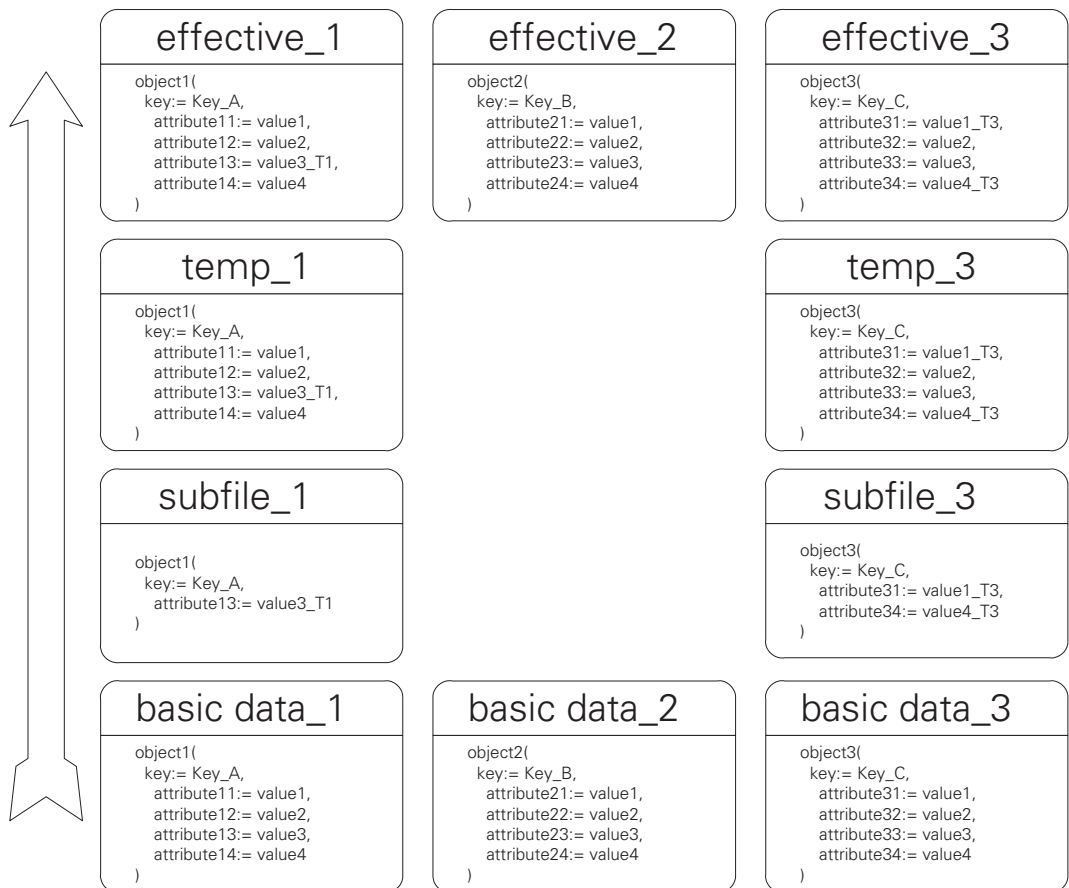 effective_1
object1(
key:= Key_A,
attribute11:= value1,
attribute12:= value2,
attribute13:= value3_T1,
attribute14:= value4
)
effective_2
object2(
key:= Key_B,
attribute21:= value1,
attribute22:= value2,
attribute23:= value3,
attribute24:= value4
)
effective_3
object3(
key:= Key_C,
attribute31:= value1_T3,
attribute32:= value2,
attribute33:= value3,
attribute34:= value4_T3
)
temp_1
object1(
key:= Key_A,
attribute11:= value1,
attribute12:= value2,
attribute13:= value3_T1,
attribute14:= value4
)
temp_3
object3(
key:= Key_C,
attribute31:= value1_T3,
attribute32:= value2,
attribute33:= value3,
attribute34:= value4_T3
)
subfile_1
object1(
key:= Key_A,
attribute13:= value3_T1
)
subfile_3
object3(
key:= Key_C,
attribute31:= value1_T3,
attribute34:= value4_T3
)
basic data_1
object1(
key:= Key_A,
attribute11:= value1,
attribute12:= value2,
attribute13:= value3,
attribute14:= value4
)
basic data_2
object2(
key:= Key_B,
attribute21:= value1,
attribute22:= value2,
attribute23:= value3,
attribute24:= value4
)
basic data_3
object3(
key:= Key_C,
attribute31:= value1,
attribute32:= value2,
attribute33:= value3,
attribute34:= value4
)